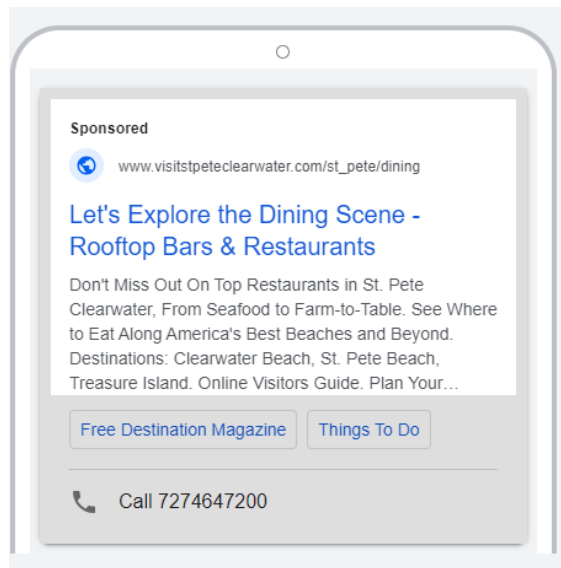 Sponsored
www.visitstpeteclearwater.com/st_pete/dining
Let's Explore the Dining Scene -
Rooftop Bars & Restaurants
Don't Miss Out On Top Restaurants in St. Pete
Clearwater, From Seafood to Farm-to-Table. See Where
to Eat Along America's Best Beaches and Beyond.
Destinations: Clearwater Beach, St. Pete Beach,
Treasure Island. Online Visitors Guide. Plan Your…
Free Destination Magazine
Things To Do
Call 7274647200